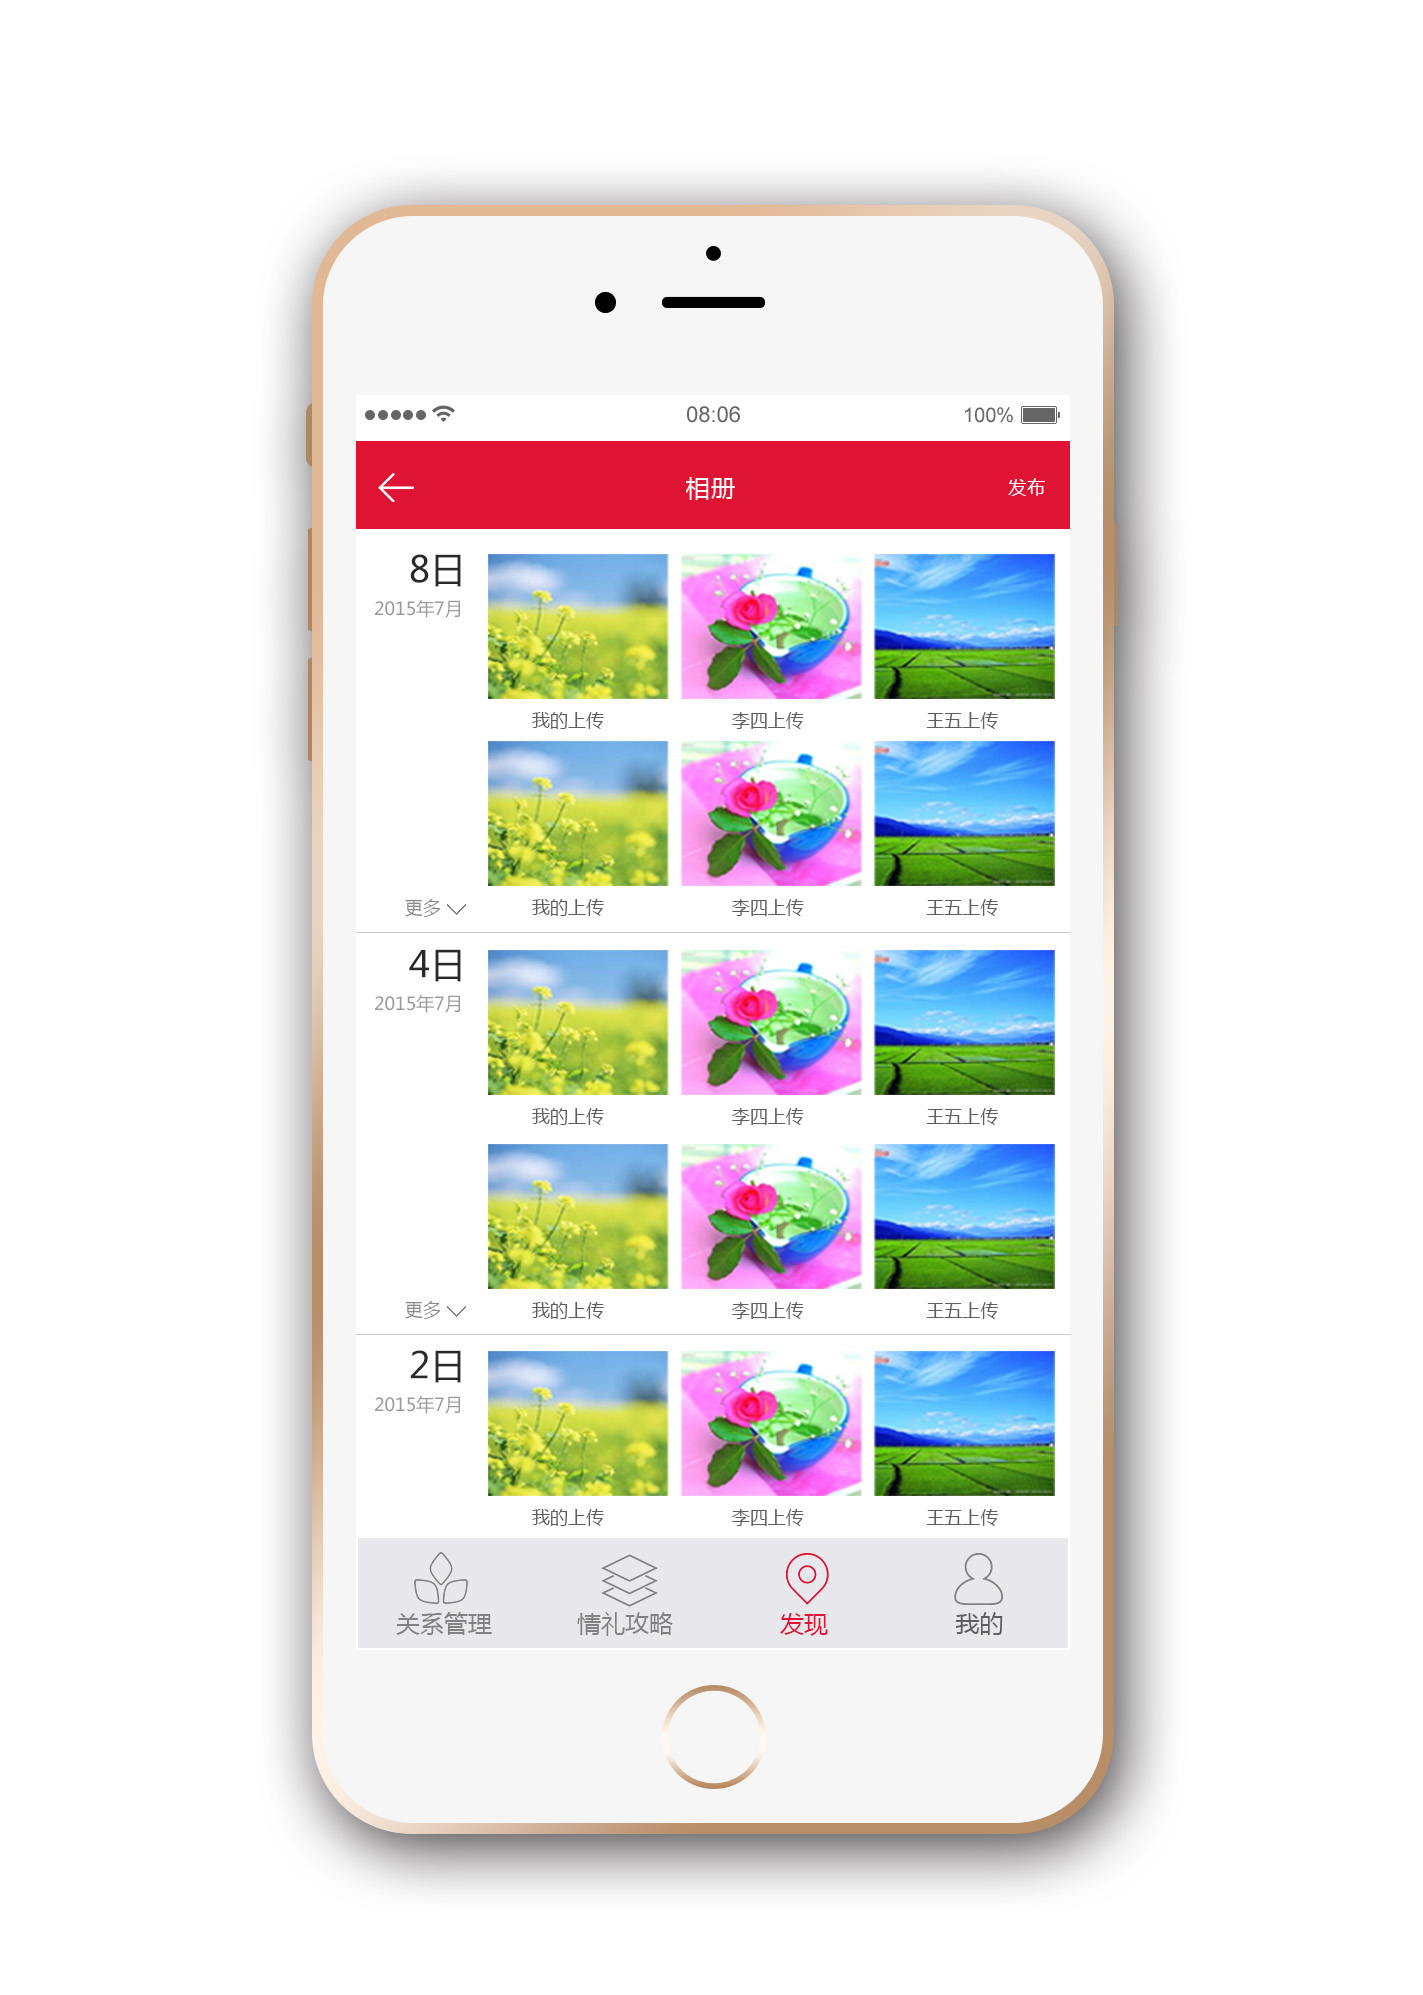 08:06
100%
相册
发布
8日
2015年7月
我的上传
李四上传
王五上传
更多
我的上传
李四上传
王五上传
4日
2015年7月
我的上传
李四上传
王五上传
更多
我的上传
李四上传
王五上传
2日
2015年7月
我的上传
李四上传
王五上传
关系管理
情礼攻略
发现
我的